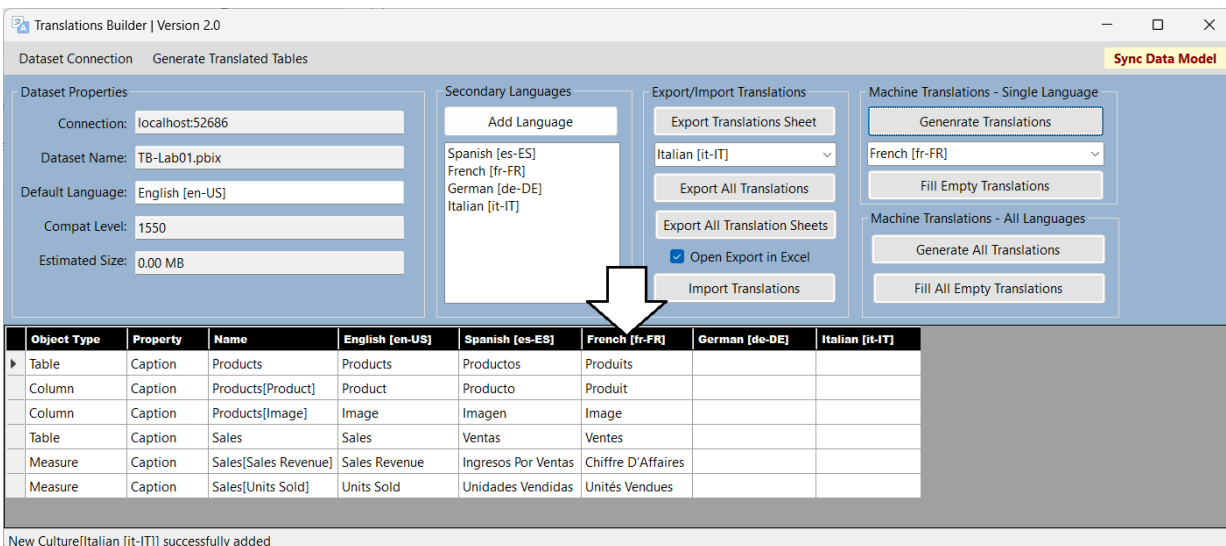 Translations Builder | Version 2.0
Dataset Connection Generate Translated Tables Sync Data Model
Dataset Properties
Connection: localhost:52686
Dataset Name: TB-Lab01.pbix
Default Language: English [en-US]
Compat Level: 1550
Estimated Size: 0.00 MB
Secondary Languages
Add Language
Spanish [es-ES]
French [fr-FR]
German [de-DE]
Italian [it-IT]
Export/Import Translations
Export Translations Sheet
Italian [it-IT]
Export All Translations
Export All Translation Sheets
Open Export in Excel
Import Translations
Machine Translations - Single Language
Genenrate Translations
French [fr-FR]
Fill Empty Translations
Machine Translations - All Languages
Generate All Translations
Fill All Empty Translations
Object Type Property Name English [en-US] Spanish [es-ES] French [fr-FR] German [de-DE] Italian [it-IT]
Table Caption Products Products Productos Produits
Column Caption Products[Product] Product Producto Produit
Column Caption Products[Image] Image Imagen Image
Table Caption Sales Sales Ventas Ventes
Measure Caption Sales[Sales Revenue] Sales Revenue Ingresos Por Ventas Chiffre D'Affaires
Measure Caption Sales[Units Sold] Units Sold Unidades Vendidas Unités Vendues
New Culture[Italian [it-IT]] successfully added